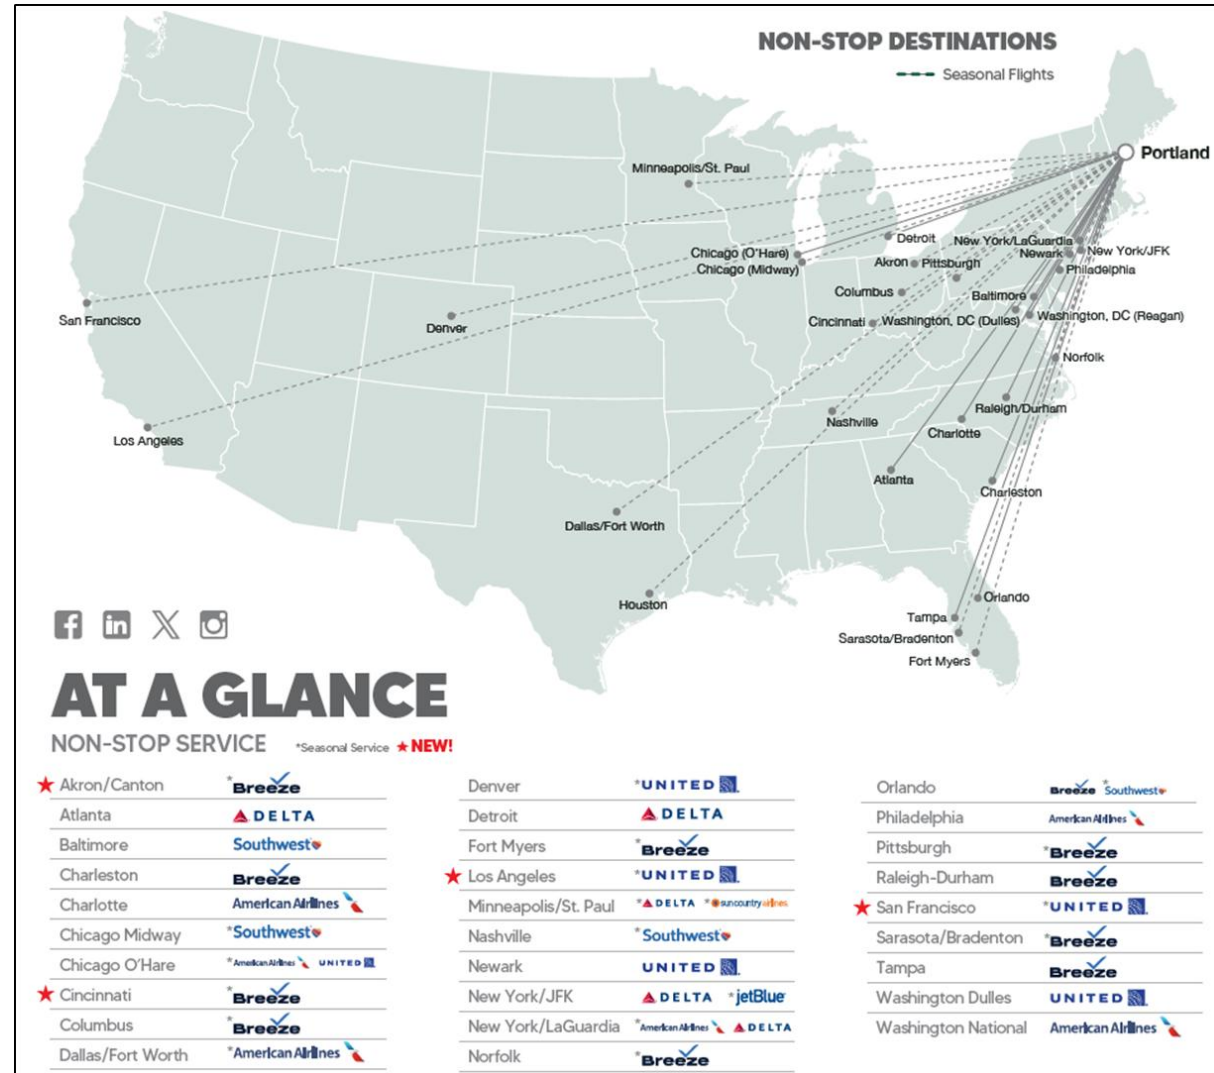 NON-STOP DESTINATIONS
Seasonal Flights
Portland
Minneapolis/St. Paul
Detroit
New York/LaGuardia
Newark
New York/JFK
Chicago (O'Hare)
Chicago (Midway)
Akron
Pittsburgh
Philadelphia
Columbus
Baltimore
San Francisco
Denver
Cincinnati
Washington, DC (Dulles)
Washington, DC (Reagan)
Norfolk
Raleigh/Durham
Nashville
Charlotte
Los Angeles
Atlanta
Charleston
Dallas/Fort Worth
Houston
Orlando
Tampa
Sarasota/Bradenton
Fort Myers
AT A GLANCE
NON-STOP SERVICE *Seasonal Service ★ NEW!
★ Akron/Canton *Breeze
Atlanta DELTA
Baltimore Southwest
Charleston Breeze
Charlotte American Airlines
Chicago Midway *Southwest
Chicago O'Hare *American Airlines UNITED
★ Cincinnati *Breeze
Columbus *Breeze
Dallas/Fort Worth *American Airlines
Denver *UNITED
Detroit DELTA
Fort Myers *Breeze
★ Los Angeles *UNITED
Minneapolis/St. Paul *DELTA *sun country airlines
Nashville *Southwest
Newark UNITED
New York/JFK DELTA *jetBlue
New York/LaGuardia *American Airlines DELTA
Norfolk *Breeze
Orlando Breeze *Southwest
Philadelphia American Airlines
Pittsburgh *Breeze
Raleigh-Durham Breeze
★ San Francisco *UNITED
Sarasota/Bradenton *Breeze
Tampa Breeze
Washington Dulles UNITED
Washington National American Airlines